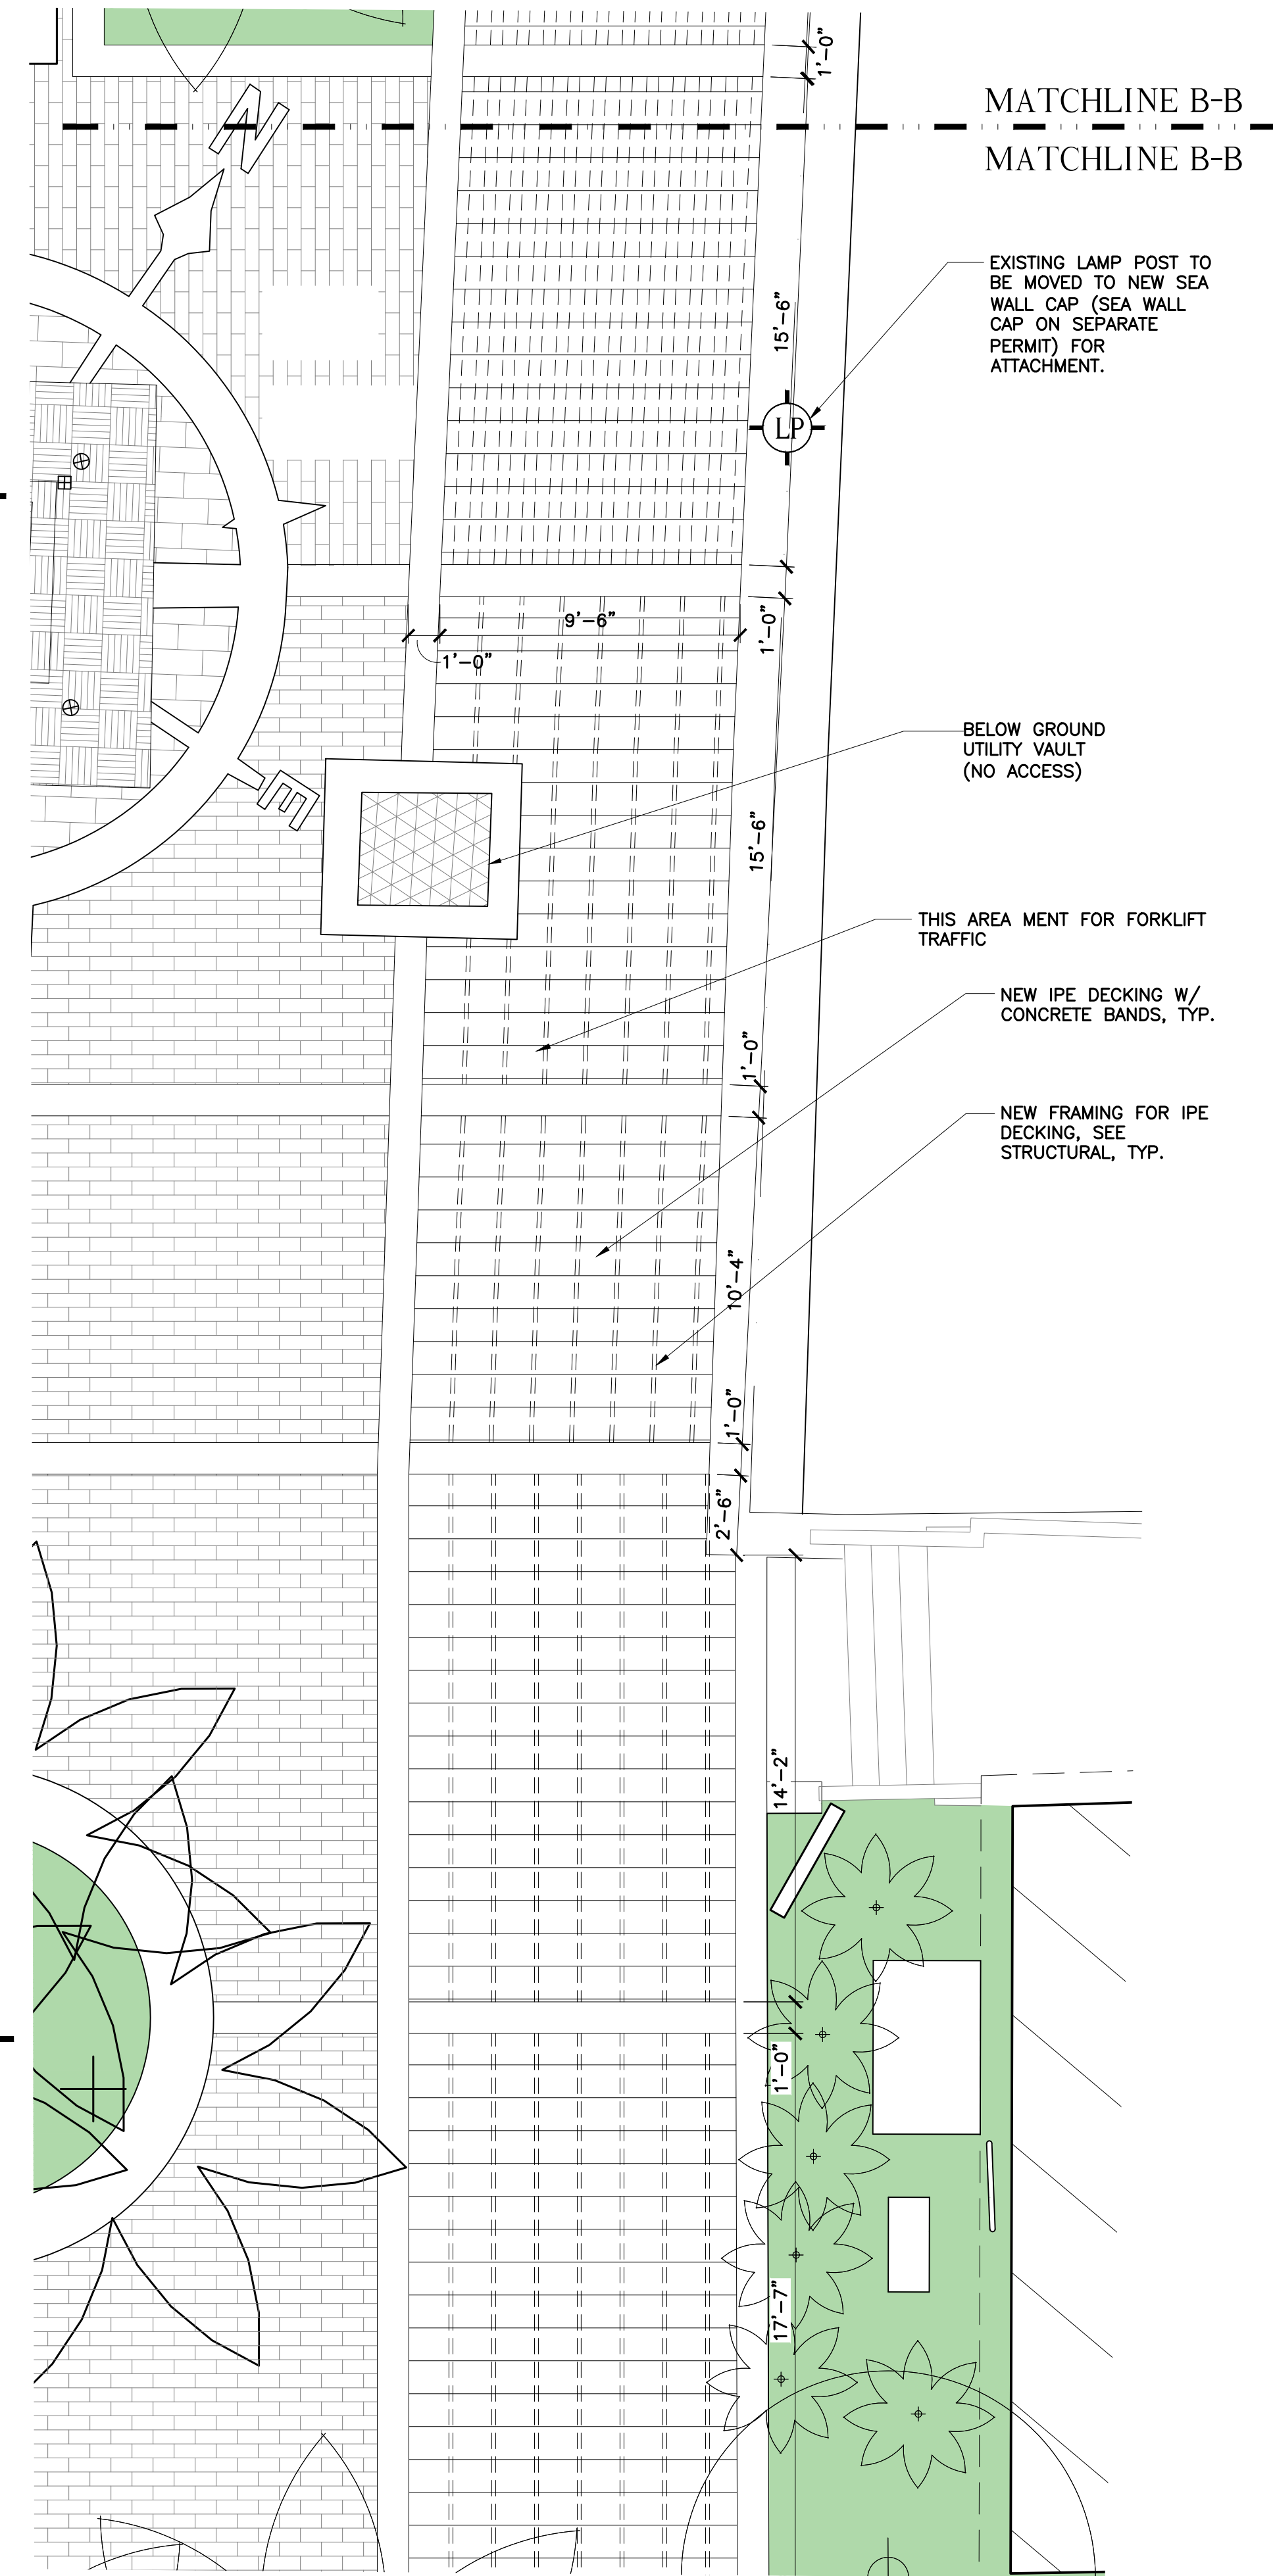 1'-0"
MATCHLINE B-B
MATCHLINE B-B
N
EXISTING LAMP POST TO
BE MOVED TO NEW SEA
WALL CAP (SEA WALL
CAP ON SEPARATE
PERMIT) FOR
ATTACHMENT.
15'-6"
LP
9'-6"
1'-0"
1'-0"
BELOW GROUND
UTILITY VAULT
(NO ACCESS)
E
15'-6"
THIS AREA MENT FOR FORKLIFT
TRAFFIC
NEW IPE DECKING W/
CONCRETE BANDS, TYP.
1'-0"
NEW FRAMING FOR IPE
DECKING, SEE
STRUCTURAL, TYP.
10'-4"
1'-0"
2'-6"
14'-2"
1'-0"
17'-7"